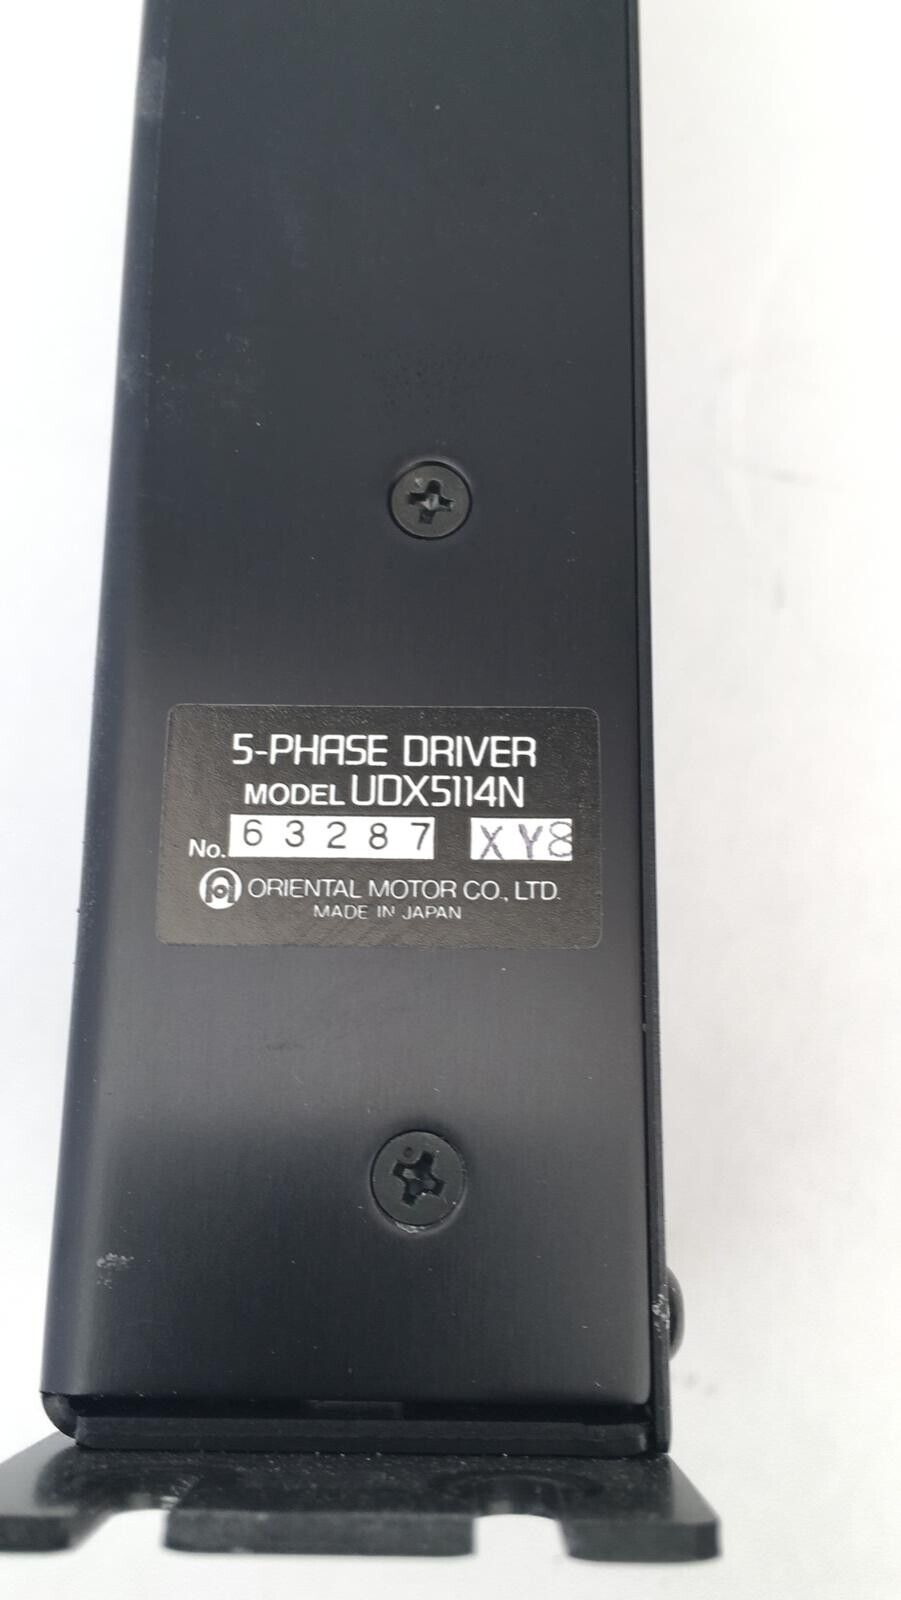 5-PHASE DRIVER
MODEL UDX5114N
No. 63287 XY8
ORIENTAL MOTOR CO., LTD.
MADE IN JAPAN